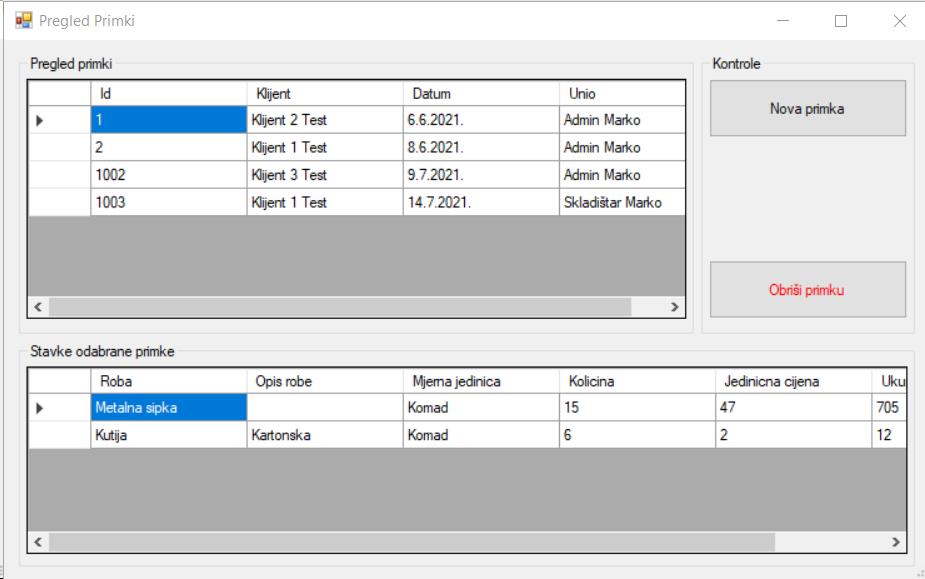 Pregled Primki
Pregled primki
Kontrole
Id Klijent Datum Unio
1 Klijent 2 Test 6.6.2021. Admin Marko
2 Klijent 1 Test 8.6.2021. Admin Marko
1002 Klijent 3 Test 9.7.2021. Admin Marko
1003 Klijent 1 Test 14.7.2021. Skladištar Marko
Nova primka
Obriši primku
Stavke odabrane primke
Roba Opis robe Mjerna jedinica Kolicina Jedinicna cijena Uku
Metalna sipka Komad 15 47 705
Kutija Kartonska Komad 6 2 12